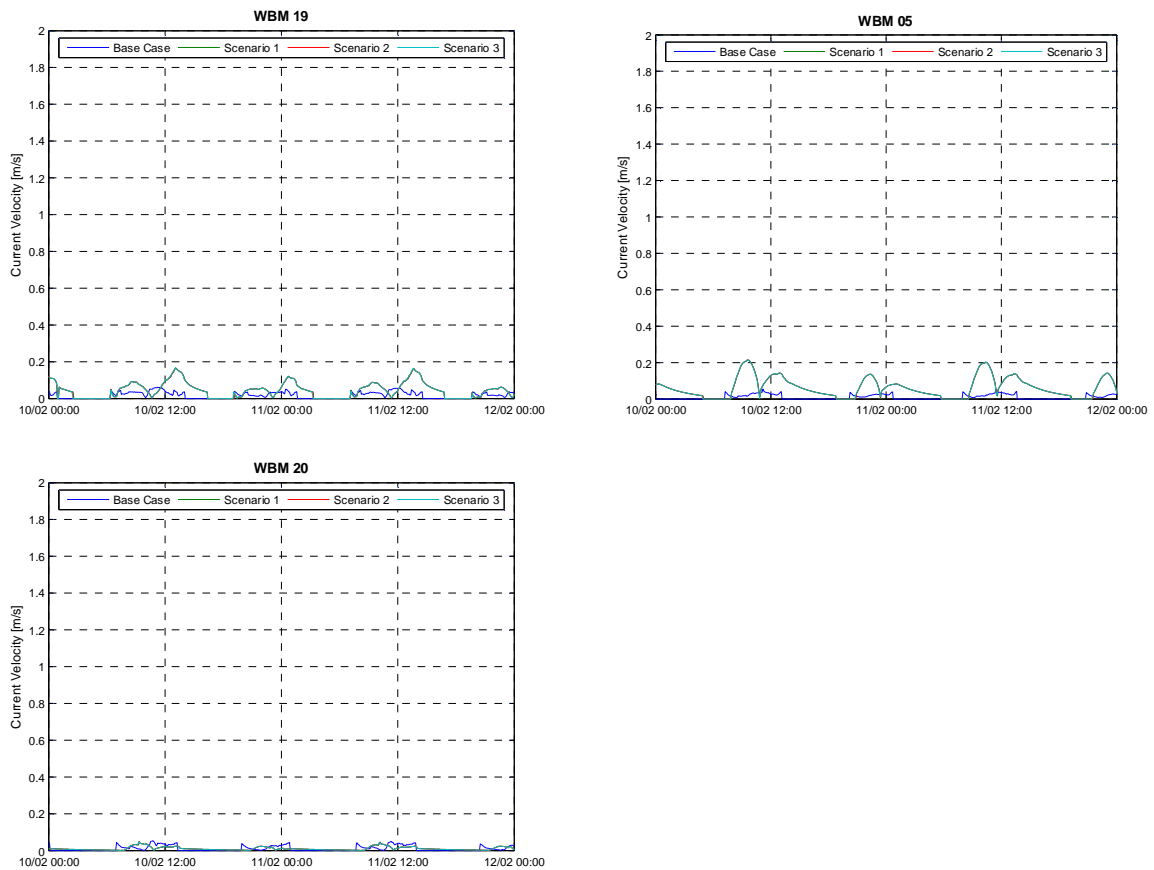 WBM 19
Base Case Scenario 1 Scenario 2 Scenario 3
Current Velocity [m/s]
2
1.8
1.6
1.4
1.2
1
0.8
0.6
0.4
0.2
0
10/02 00:00 10/02 12:00 11/02 00:00 11/02 12:00 12/02 00:00
WBM 05
Base Case Scenario 1 Scenario 2 Scenario 3
Current Velocity [m/s]
2
1.8
1.6
1.4
1.2
1
0.8
0.6
0.4
0.2
0
10/02 00:00 10/02 12:00 11/02 00:00 11/02 12:00 12/02 00:00
WBM 20
Base Case Scenario 1 Scenario 2 Scenario 3
Current Velocity [m/s]
2
1.8
1.6
1.4
1.2
1
0.8
0.6
0.4
0.2
0
10/02 00:00 10/02 12:00 11/02 00:00 11/02 12:00 12/02 00:00